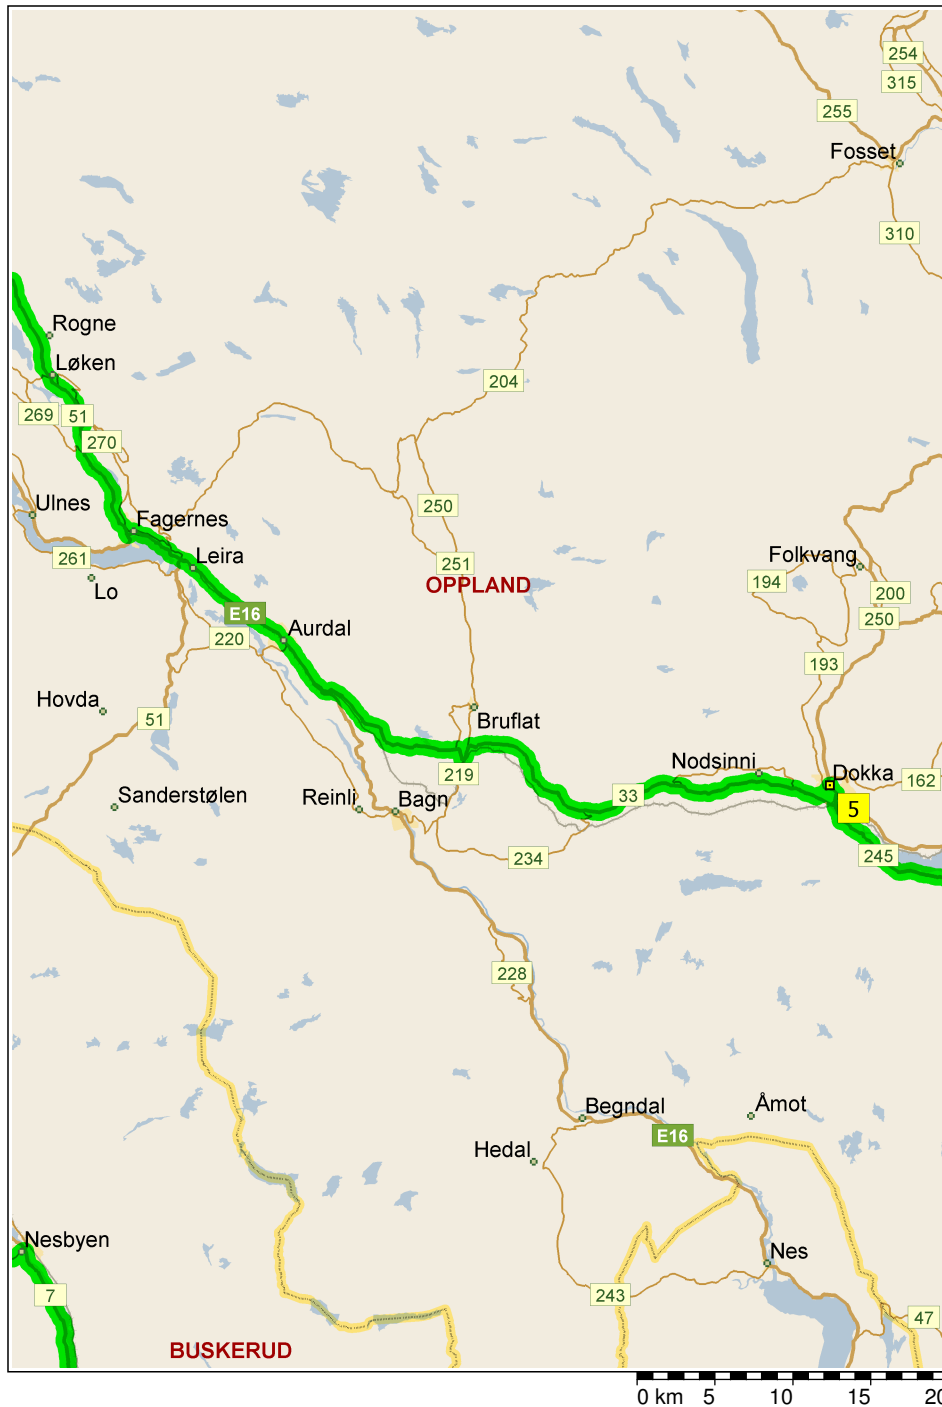 254
315
255
Fosset
310
Rogne
Løken
204
269
51
270
Ulnes
250
Fagernes
Leira
261
251
Folkvang
Lo
OPPLAND
194
200
E16
250
Aurdal
220
193
Hovda
51
Bruflat
Nodsinni
219
Dokka
162
Sanderstølen
Reinli
Bagn
33
5
234
245
228
Begndal
Åmot
E16
Hedal
Nesbyen
Nes
7
243
47
BUSKERUD
0 km 5 10 15 20